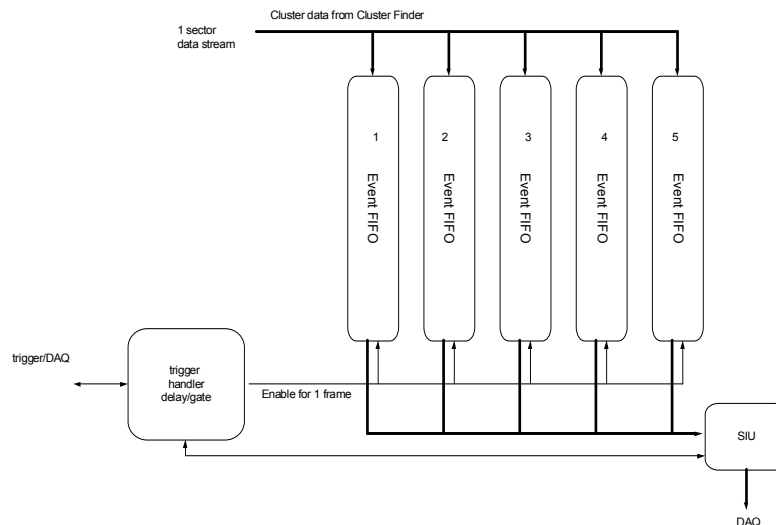 Cluster data from Cluster Finder
1 sector
data stream
1
2
3
4
5
Event FIFO
Event FIFO
Event FIFO
Event FIFO
Event FIFO
trigger/DAQ
trigger
handler
delay/gate
Enable for 1 frame
SIU
DAQ